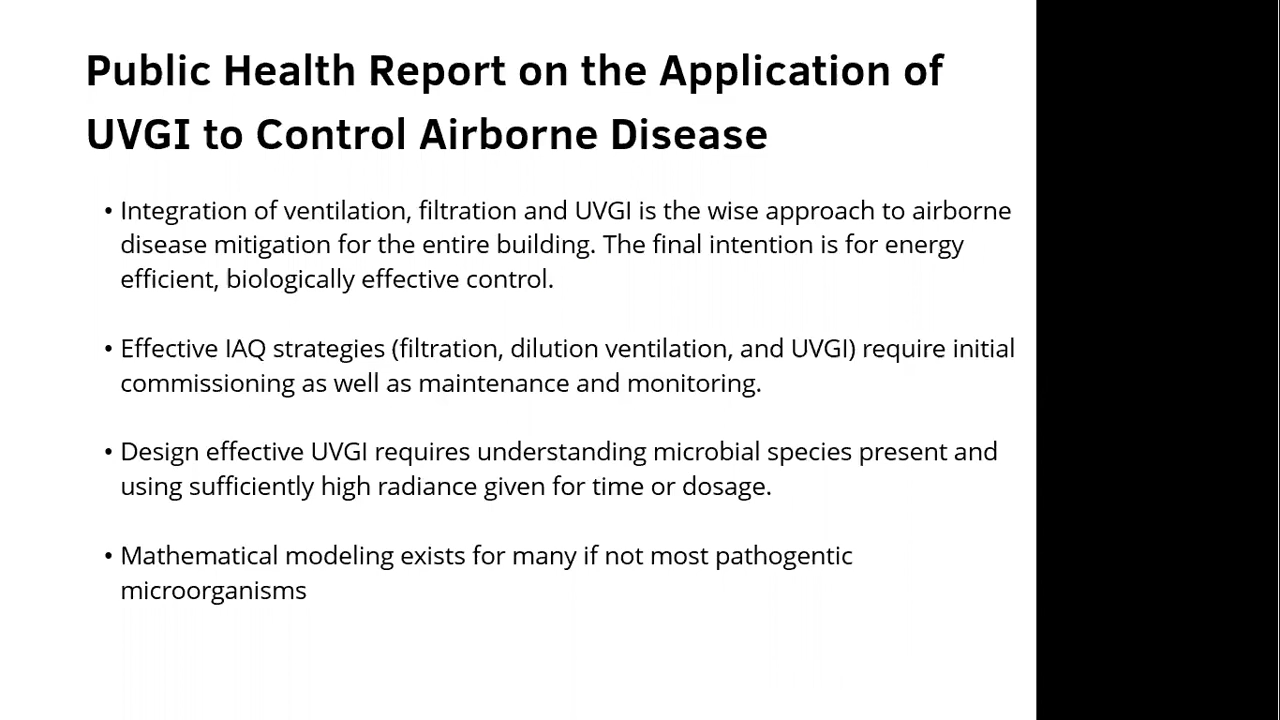 Public Health Report on the Application of
UVGI to Control Airborne Disease
• Integration of ventilation, filtration and UVGI is the wise approach to airborne
disease mitigation for the entire building. The final intention is for energy
efficient, biologically effective control.
• Effective IAQ strategies (filtration, dilution ventilation, and UVGI) require initial
commissioning as well as maintenance and monitoring.
• Design effective UVGI requires understanding microbial species present and
using sufficiently high radiance given for time or dosage.
• Mathematical modeling exists for many if not most pathogentic
microorganisms